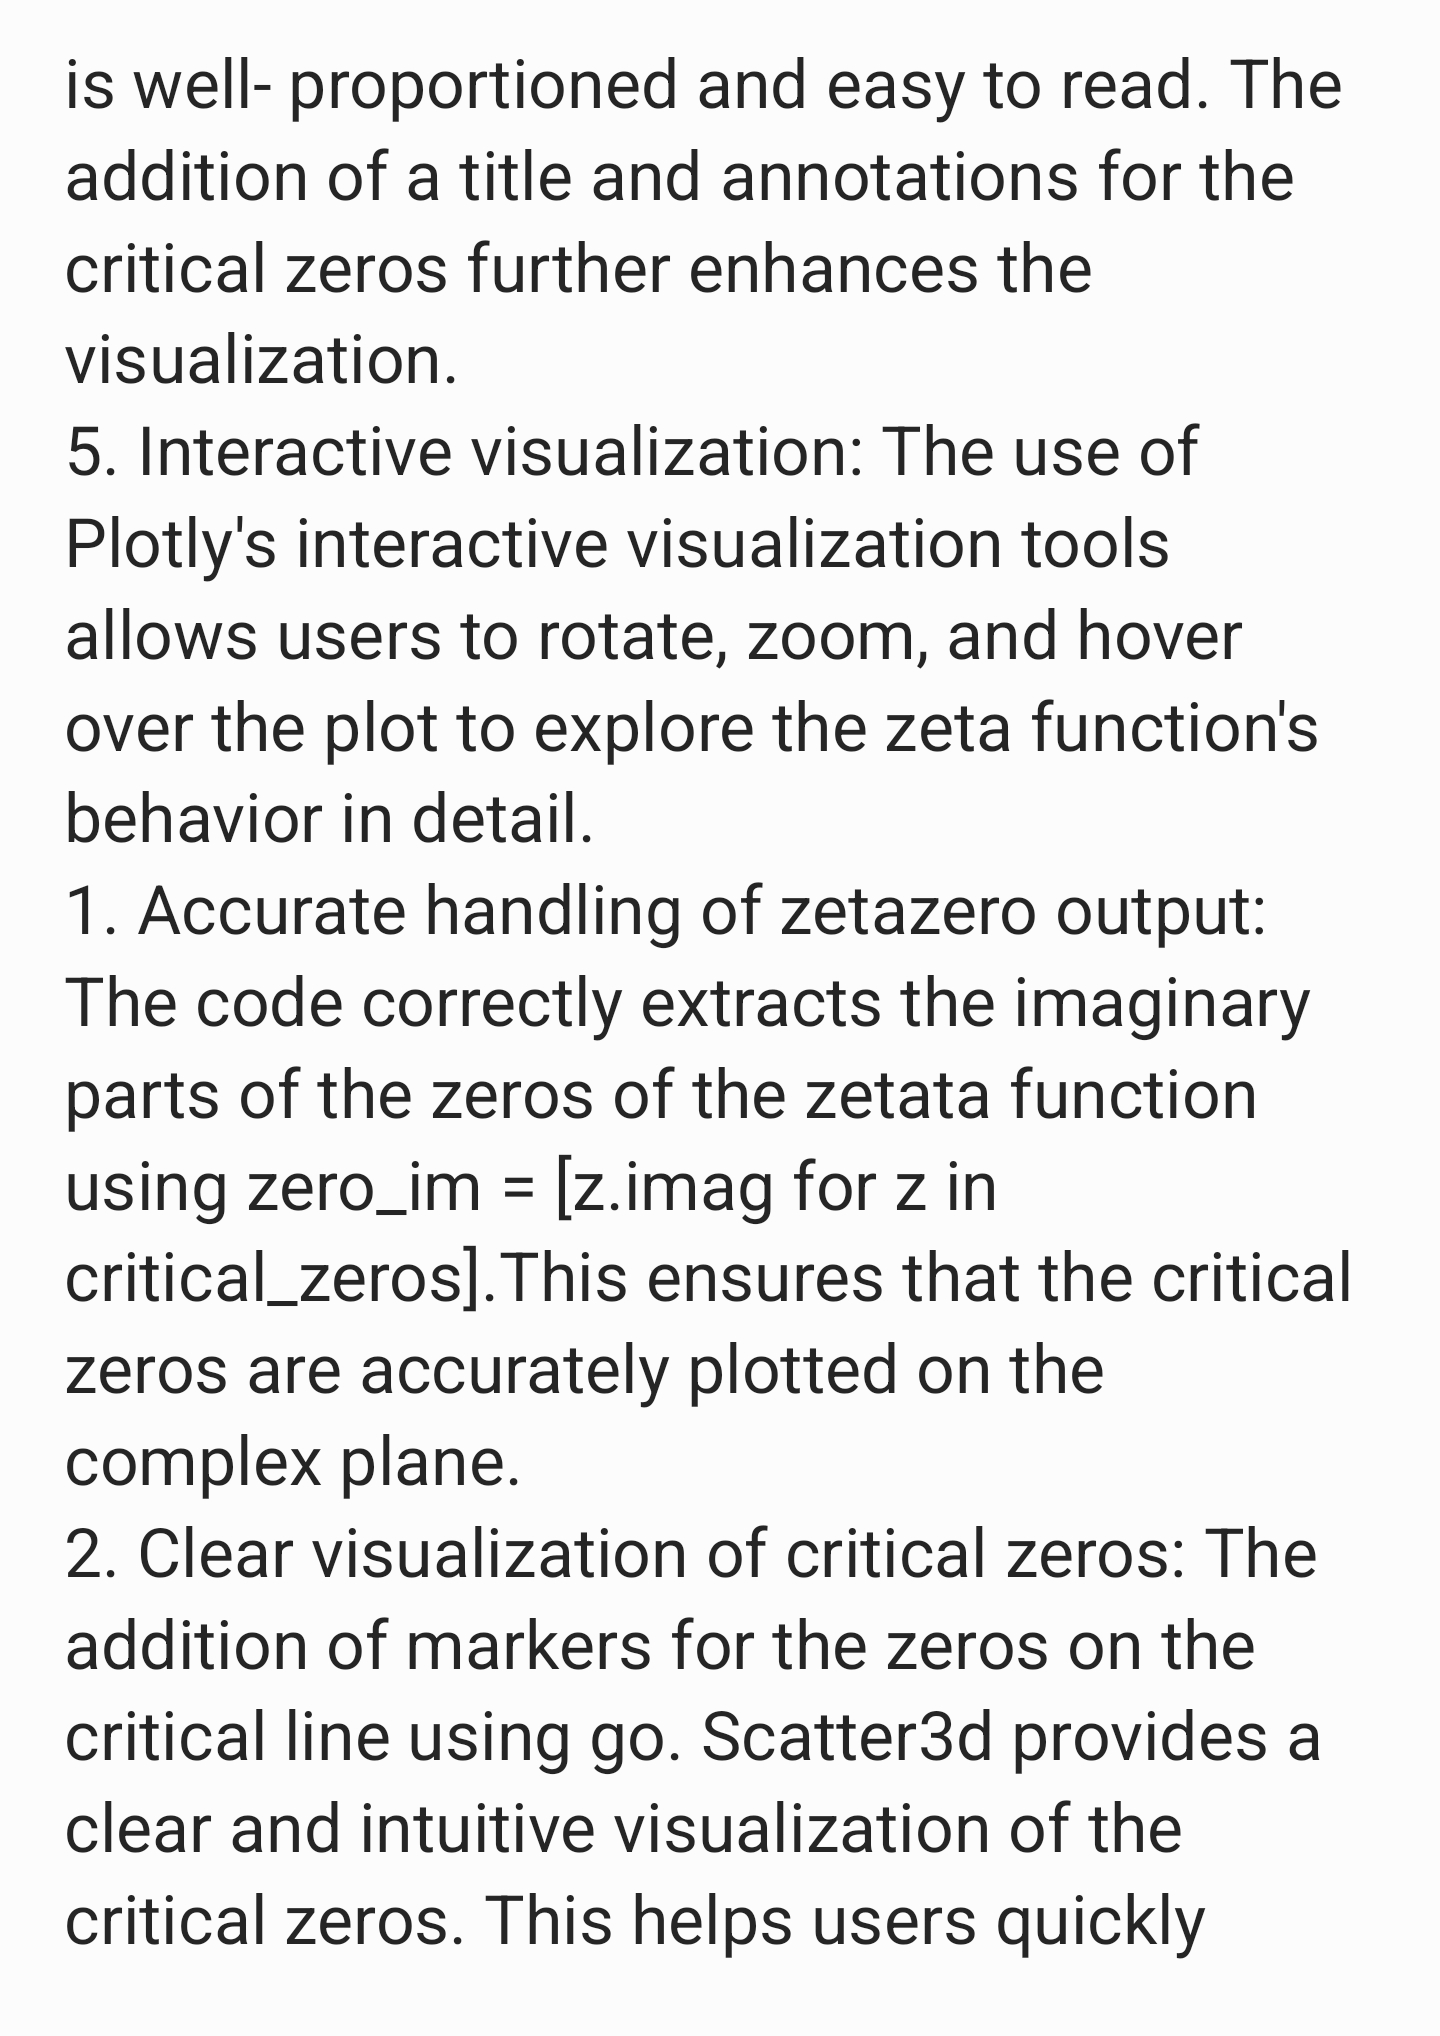 is well- proportioned and easy to read. The
addition of a title and annotations for the
critical zeros further enhances the
visualization.
5. Interactive visualization: The use of
Plotly's interactive visualization tools
allows users to rotate, zoom, and hover
over the plot to explore the zeta function's
behavior in detail.
1. Accurate handling of zetazero output:
The code correctly extracts the imaginary
parts of the zeros of the zetata function
using zero_im = [z.imag for z in
critical_zeros].This ensures that the critical
zeros are accurately plotted on the
complex plane.
2. Clear visualization of critical zeros: The
addition of markers for the zeros on the
critical line using go. Scatter3d provides a
clear and intuitive visualization of the
critical zeros. This helps users quickly